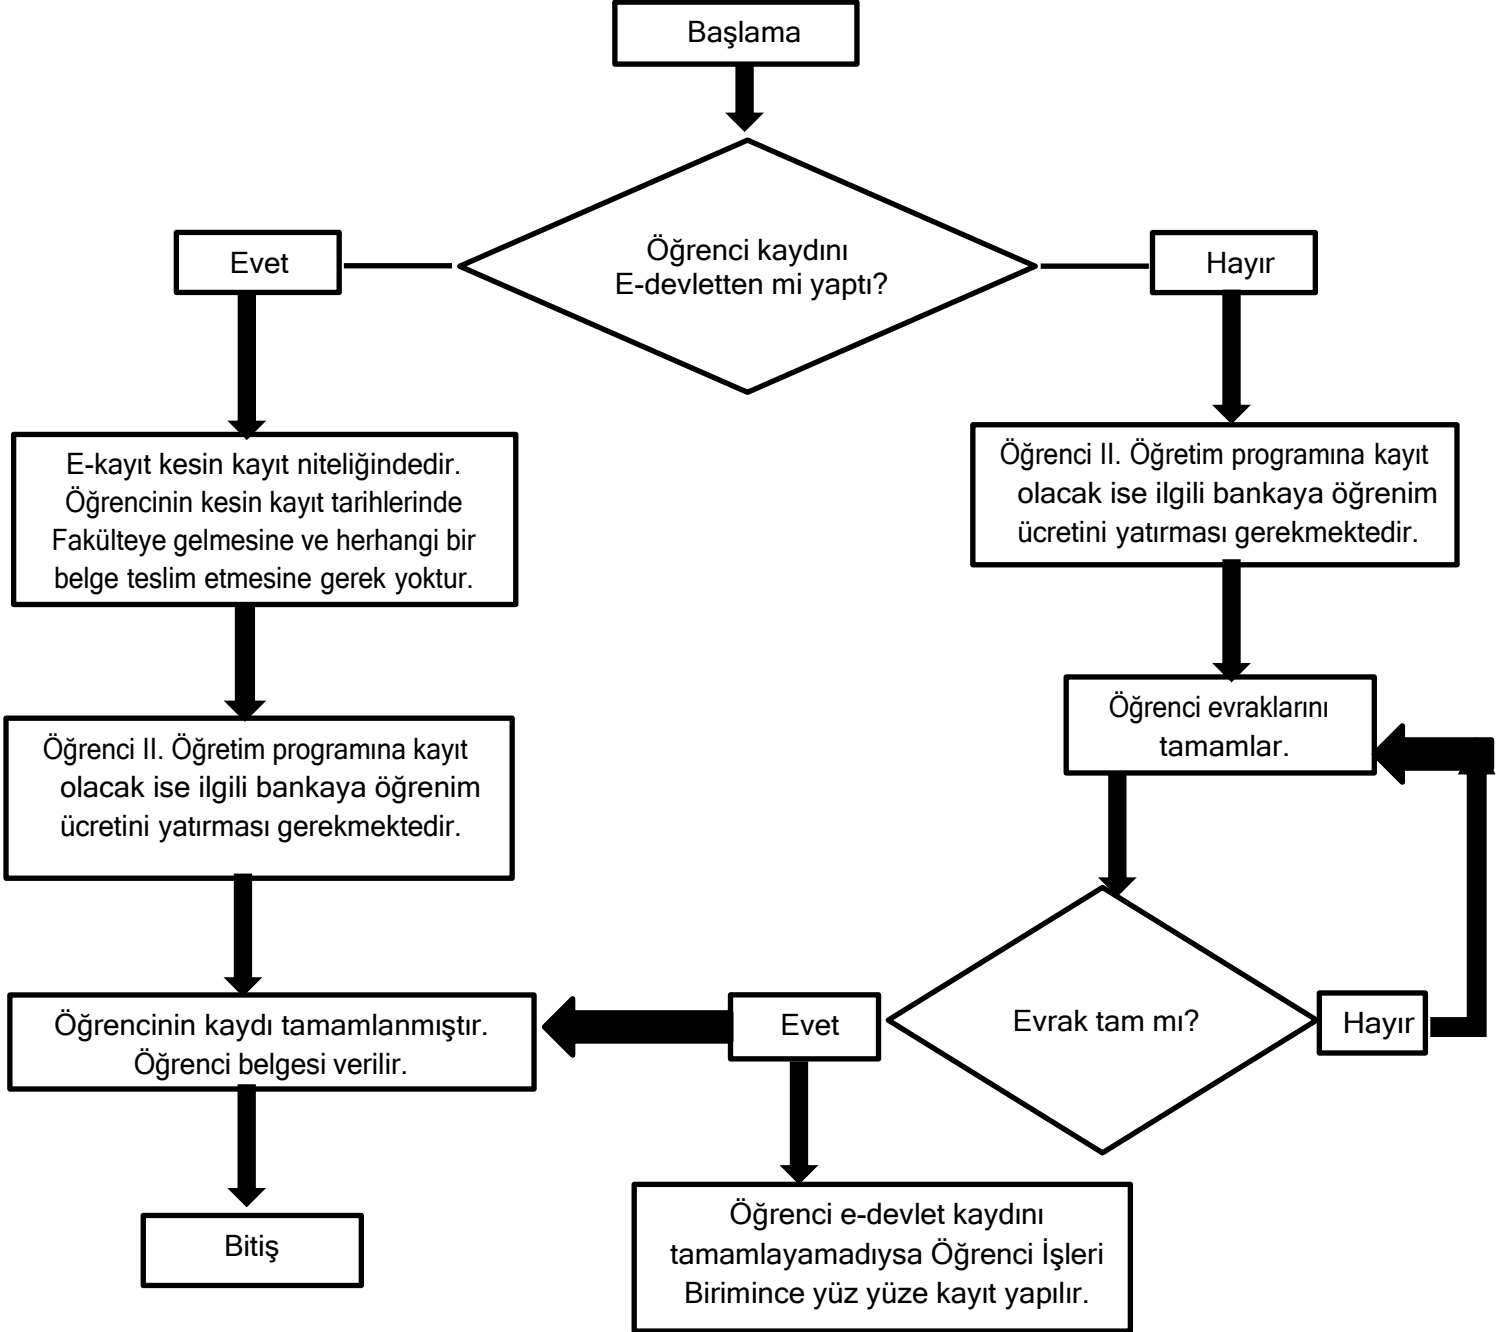 Başlama
Öğrenci kaydını
E-devletten mi yaptı?
Evet
Hayır
E-kayıt kesin kayıt niteliğindedir.
Öğrencinin kesin kayıt tarihlerinde
Fakülteye gelmesine ve herhangi bir
belge teslim etmesine gerek yoktur.
Öğrenci II. Öğretim programına kayıt
olacak ise ilgili bankaya öğrenim
ücretini yatırması gerekmektedir.
Öğrenci evraklarını
tamamlar.
Öğrenci II. Öğretim programına kayıt
olacak ise ilgili bankaya öğrenim
ücretini yatırması gerekmektedir.
Evrak tam mı?
Evet
Hayır
Öğrencinin kaydı tamamlanmıştır.
Öğrenci belgesi verilir.
Öğrenci e-devlet kaydını
tamamlayamadıysa Öğrenci İşleri
Birimince yüz yüze kayıt yapılır.
Bitiş